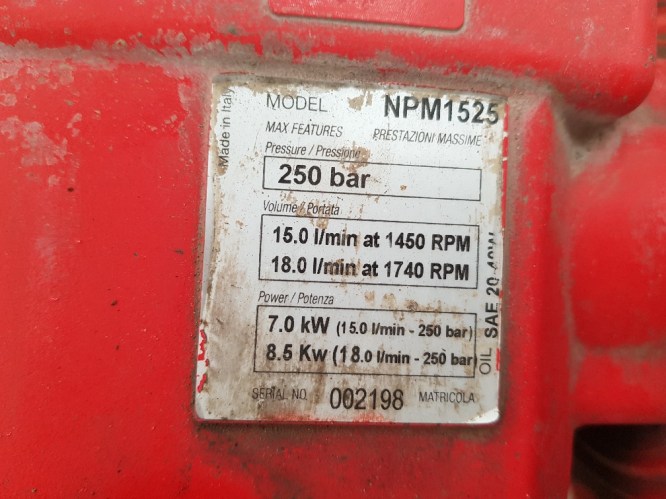 Made in Italy
MODEL NPM1525
MAX FEATURES PRESTAZIONI MASSIME
Pressure / Pressione
250 bar
Volume / Portata
15.0 l/min at 1450 RPM
18.0 l/min at 1740 RPM
Power / Potenza
7.0 kW (15.0 l/min - 250 bar)
8.5 Kw (18.0 l/min - 250 bar)
OIL SAE 20-40W
SERIAL NO. 002198 MATRICOLA